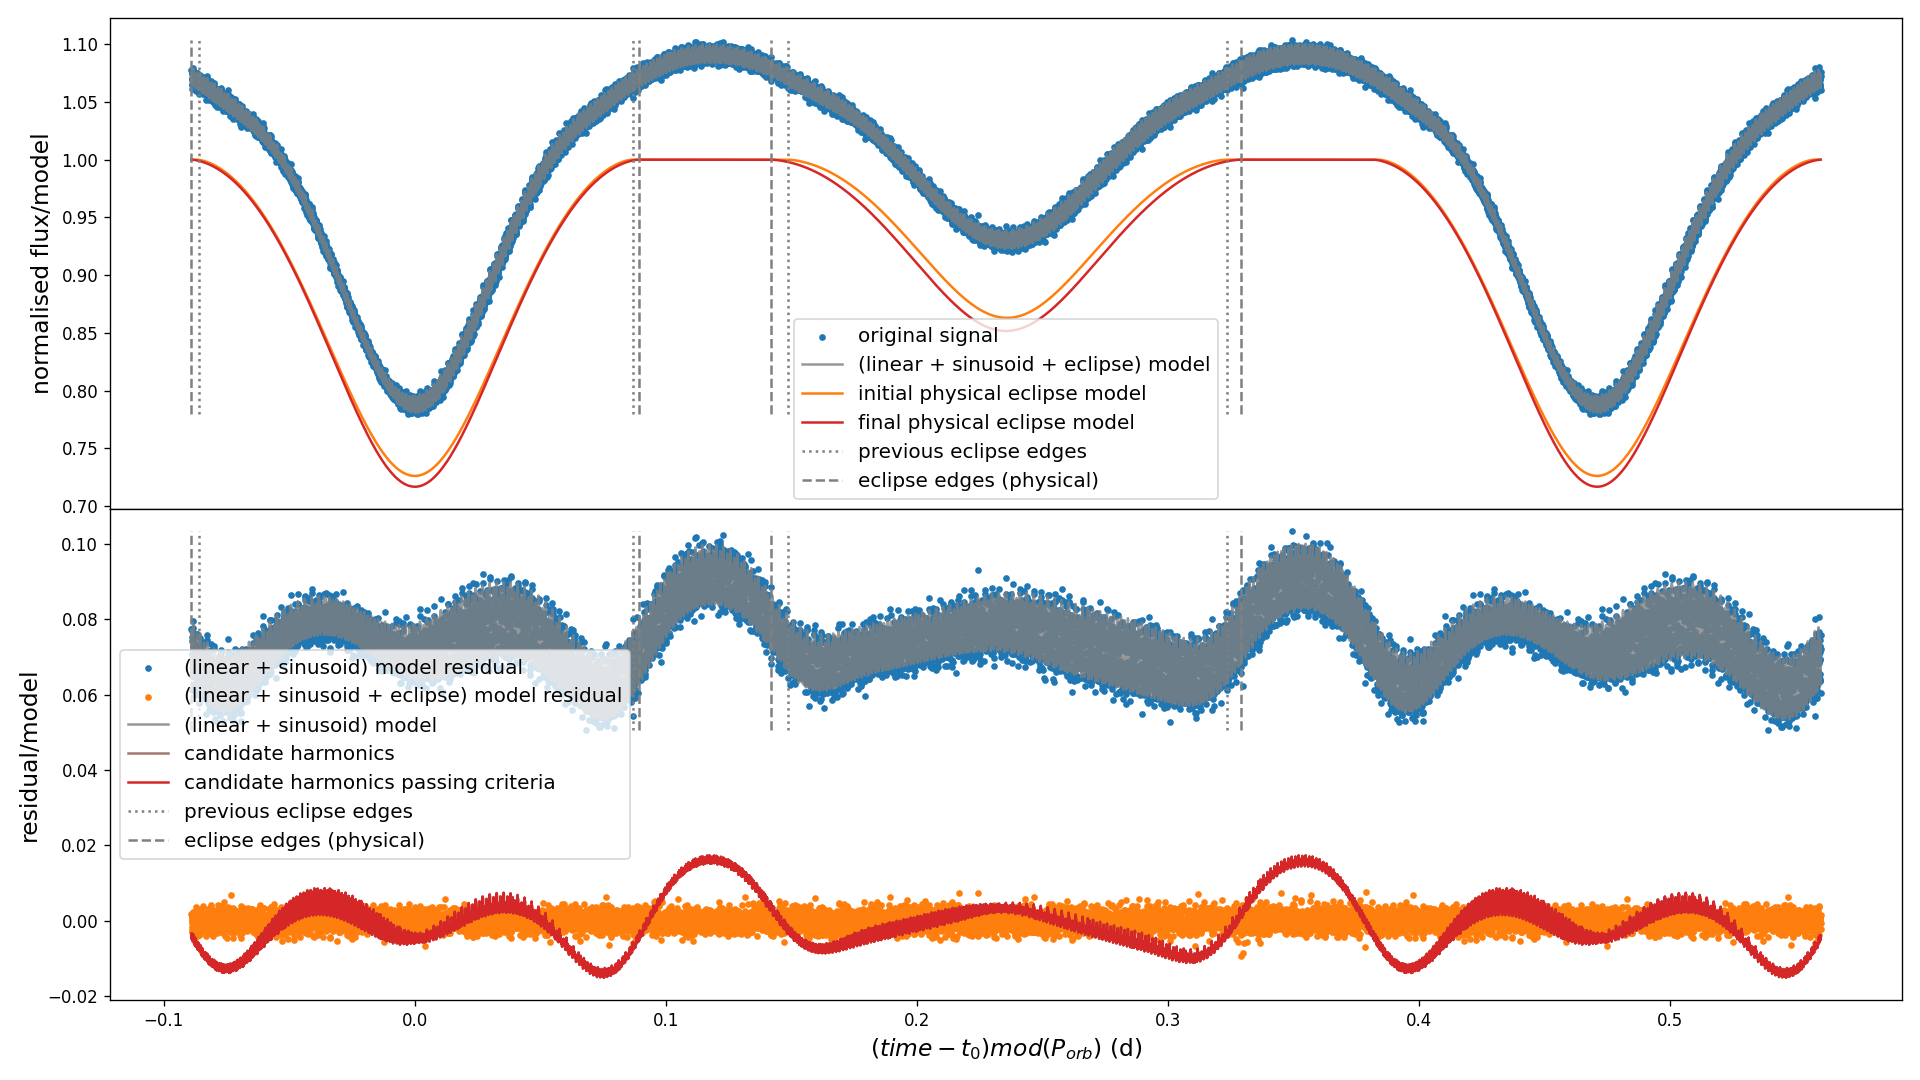 normalised flux/model
1.10
1.05
1.00
0.95
0.90
0.85
0.80
0.75
0.70
original signal
(linear + sinusoid + eclipse) model
initial physical eclipse model
final physical eclipse model
previous eclipse edges
eclipse edges (physical)
residual/model
0.10
0.08
0.06
0.04
0.02
0.00
−0.02
(linear + sinusoid) model residual
(linear + sinusoid + eclipse) model residual
(linear + sinusoid) model
candidate harmonics
candidate harmonics passing criteria
previous eclipse edges
eclipse edges (physical)
−0.1 0.0 0.1 0.2 0.3 0.4 0.5
(time − t₀)mod(P_orb) (d)